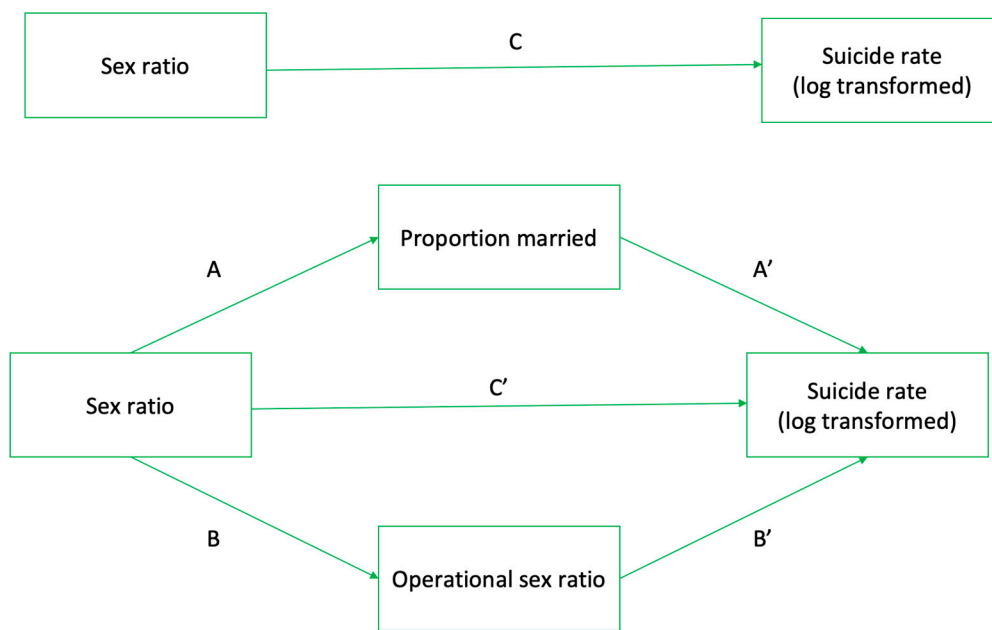 C
Sex ratio
Suicide rate
(log transformed)
Proportion married
A
A’
Sex ratio
C’
Suicide rate
(log transformed)
B
B’
Operational sex ratio